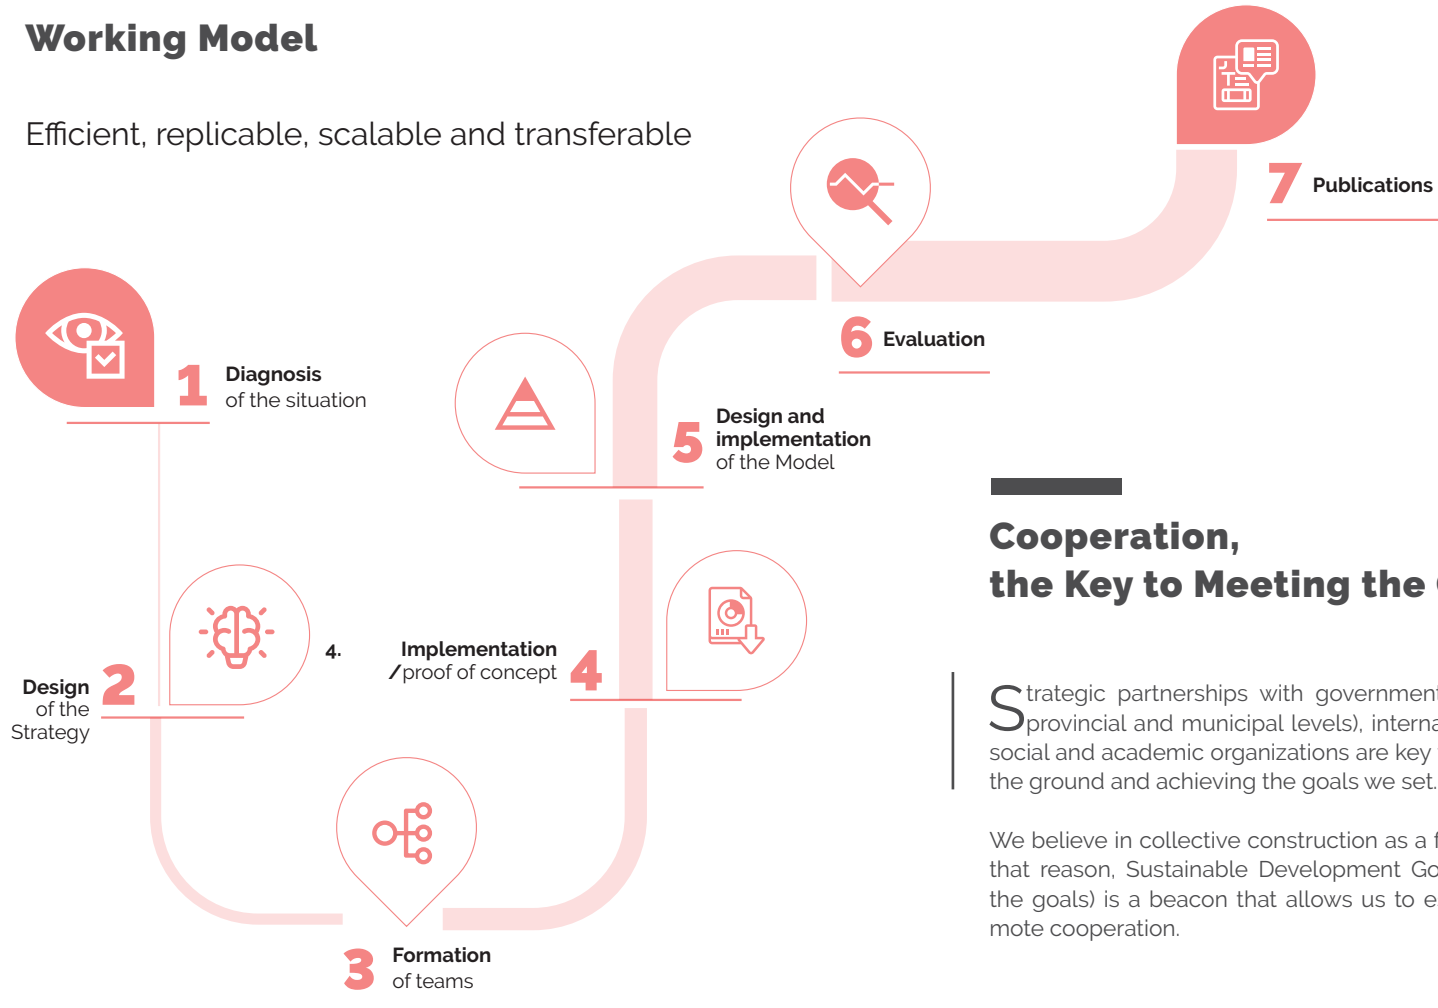 Working Model
Efficient, replicable, scalable and transferable
1 Diagnosis
of the situation
2 Design
of the
Strategy
3 Formation
of teams
4. Implementation
/proof of concept 4
5 Design and
implementation
of the Model
6 Evaluation
7 Publications
Cooperation,
the Key to Meeting the
Strategic partnerships with government
provincial and municipal levels), interna
social and academic organizations are key
the ground and achieving the goals we set.
We believe in collective construction as a f
that reason, Sustainable Development Go
the goals) is a beacon that allows us to e
mote cooperation.